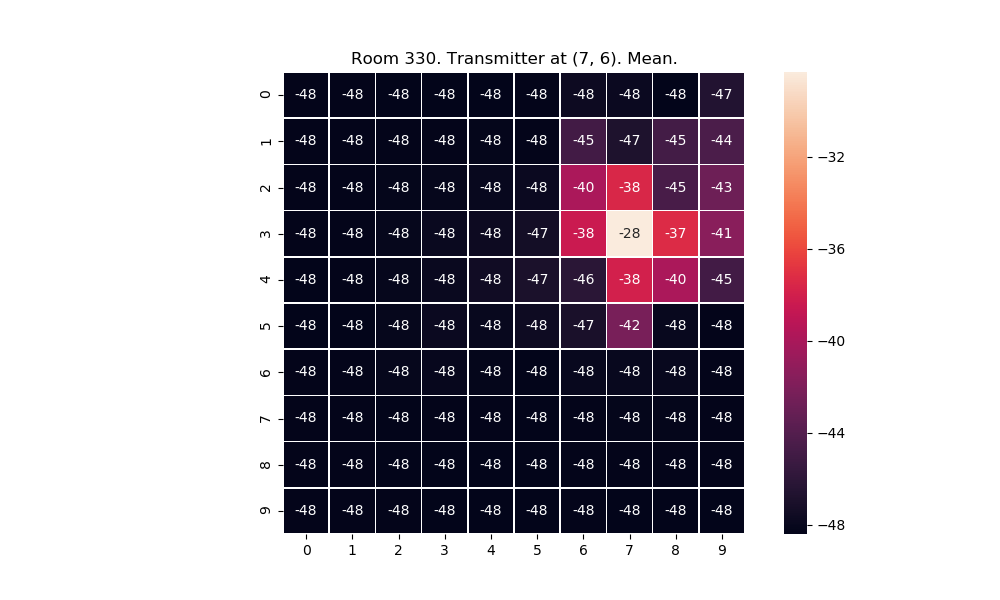 Room 330. Transmitter at (7, 6). Mean.
0 -48 -48 -48 -48 -48 -48 -48 -48 -48 -47
1 -48 -48 -48 -48 -48 -48 -45 -47 -45 -44
2 -48 -48 -48 -48 -48 -48 -40 -38 -45 -43
3 -48 -48 -48 -48 -48 -47 -38 -28 -37 -41
4 -48 -48 -48 -48 -48 -47 -46 -38 -40 -45
5 -48 -48 -48 -48 -48 -48 -47 -42 -48 -48
6 -48 -48 -48 -48 -48 -48 -48 -48 -48 -48
7 -48 -48 -48 -48 -48 -48 -48 -48 -48 -48
8 -48 -48 -48 -48 -48 -48 -48 -48 -48 -48
9 -48 -48 -48 -48 -48 -48 -48 -48 -48 -48
0 1 2 3 4 5 6 7 8 9
−32
−36
−40
−44
−48